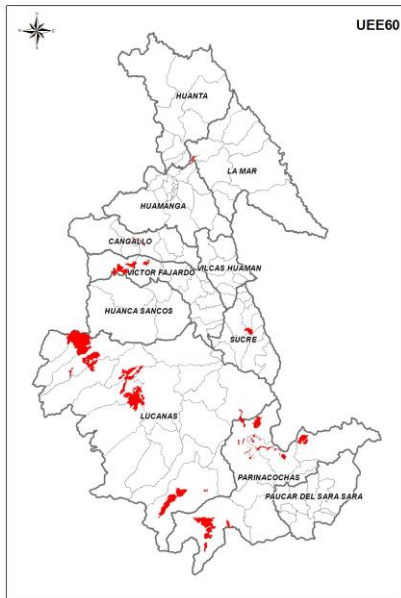 UEE60
HUANTA
LA MAR
HUAMANGA
CANGALLO
VICTOR FAJARDO
VILCAS HUAMAN
HUANCA SANCOS
SUCRE
LUCANAS
PARINACOCHAS
PAUCAR DEL SARA SARA